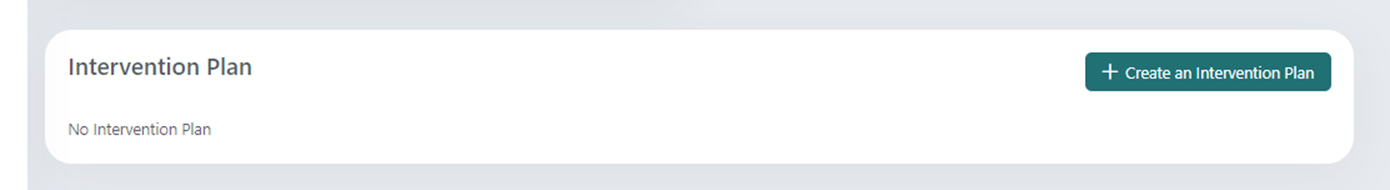 Intervention Plan
+ Create an Intervention Plan
No Intervention Plan